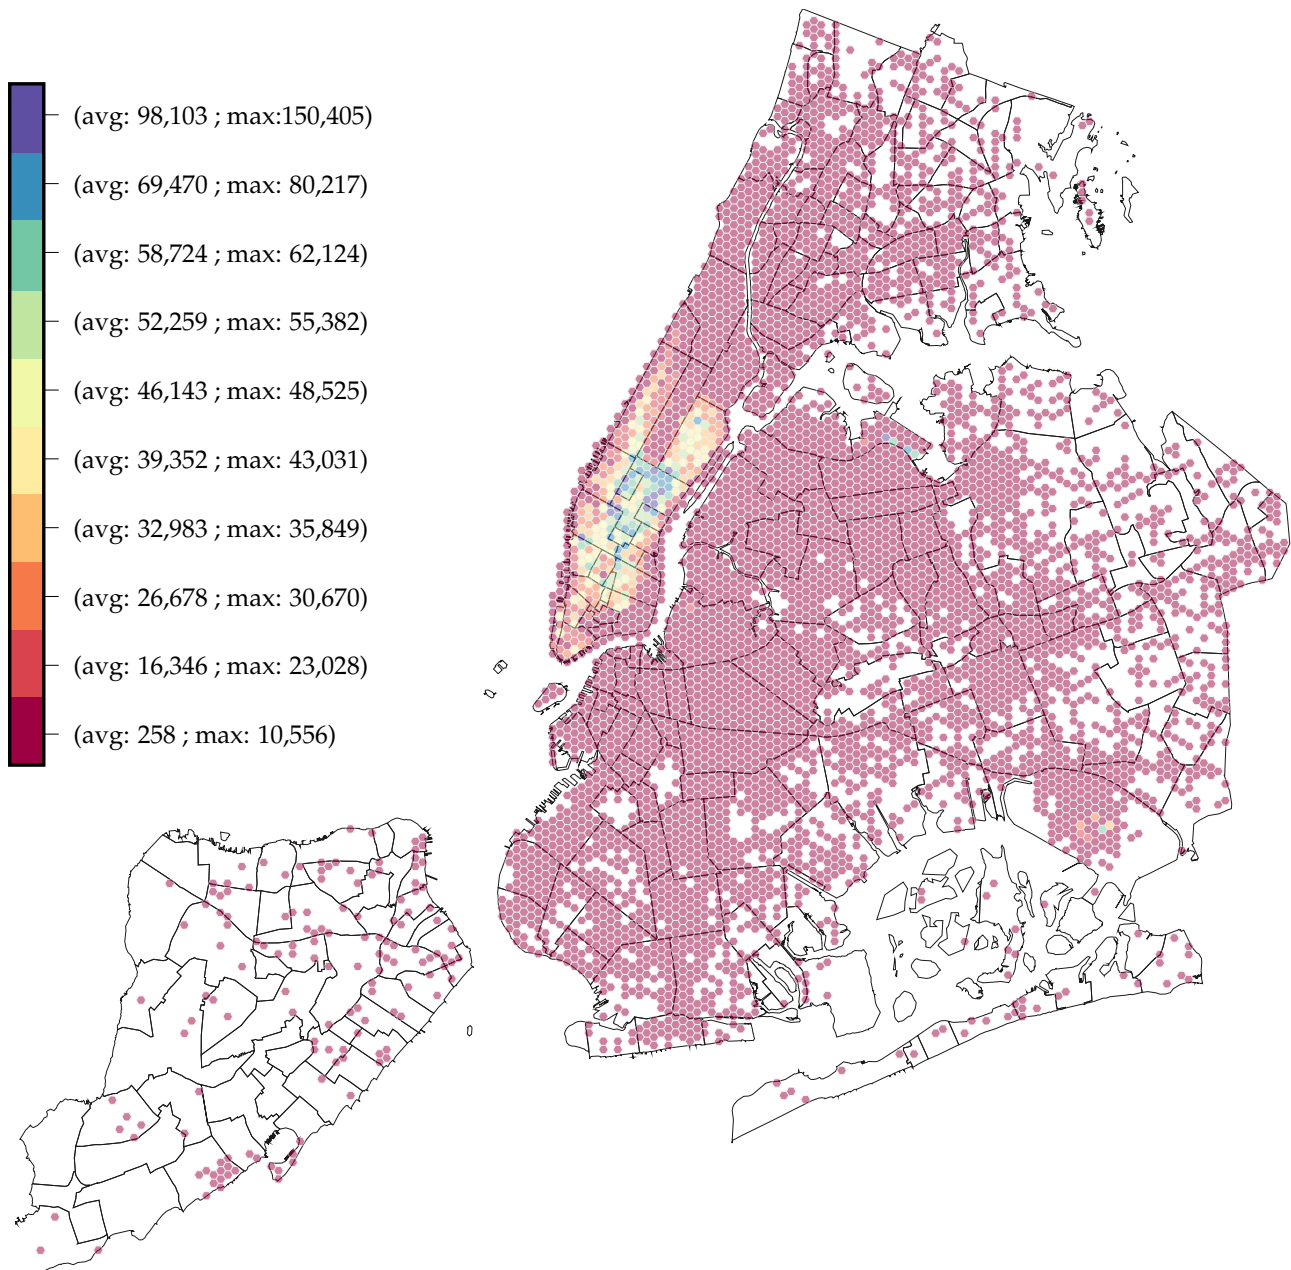 (avg: 98,103 ; max:150,405)
(avg: 69,470 ; max: 80,217)
(avg: 58,724 ; max: 62,124)
(avg: 52,259 ; max: 55,382)
(avg: 46,143 ; max: 48,525)
(avg: 39,352 ; max: 43,031)
(avg: 32,983 ; max: 35,849)
(avg: 26,678 ; max: 30,670)
(avg: 16,346 ; max: 23,028)
(avg: 258 ; max: 10,556)